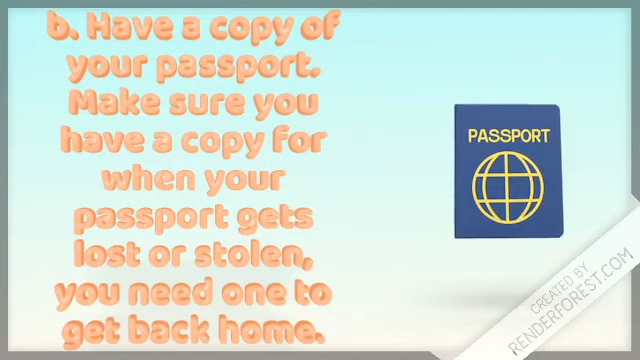 b. Have a copy of
your passport.
Make sure you
have a copy for
when your
passport gets
lost or stolen,
you need one to
get back home.
PASSPORT
CREATED BY
RENDERFOREST.COM